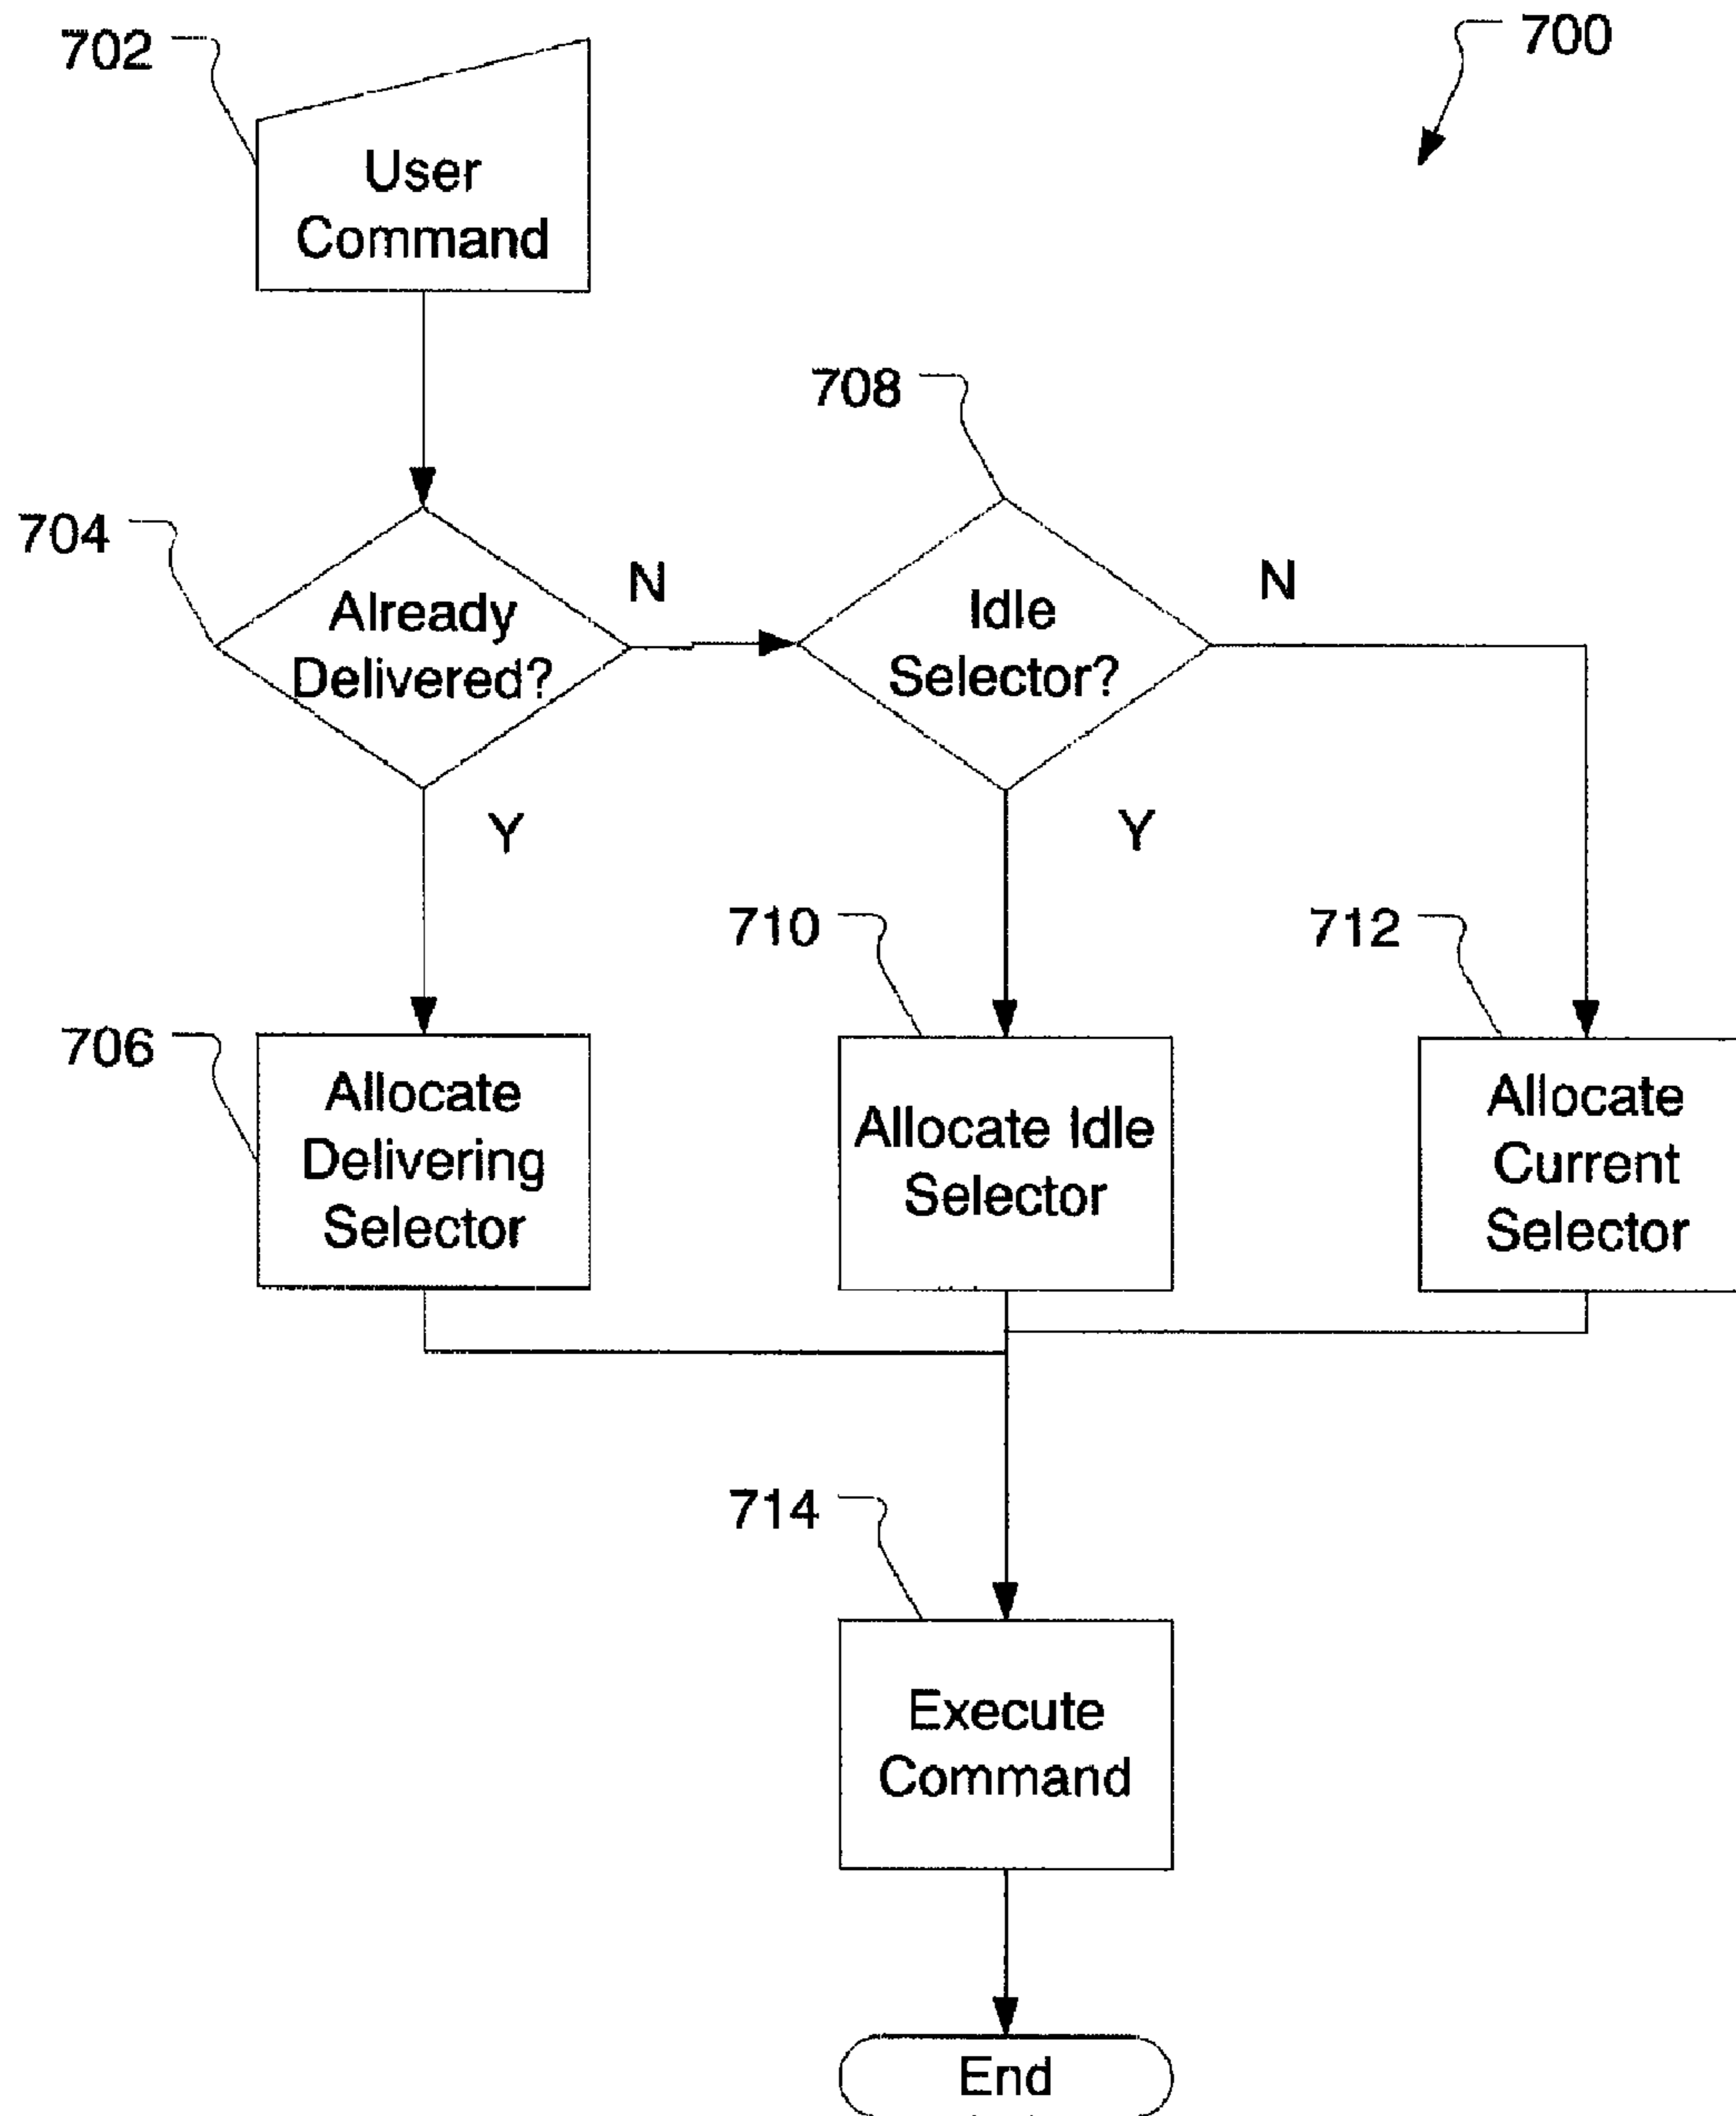 702
700
User
Command
708
704
Already
Delivered?
N
Idle
Selector?
N
Y
Y
710
712
706
Allocate
Delivering
Selector
Allocate Idle
Selector
Allocate
Current
Selector
714
Execute
Command
End